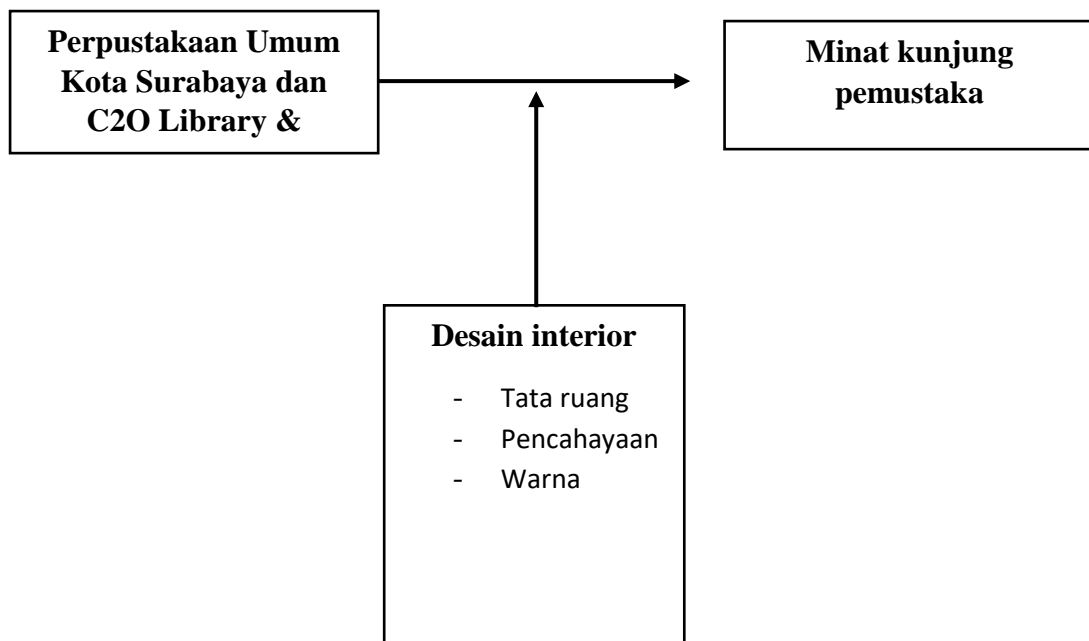 Perpustakaan Umum
Kota Surabaya dan
C2O Library &
Minat kunjung
pemustaka
Desain interior
- Tata ruang
- Pencahayaan
- Warna